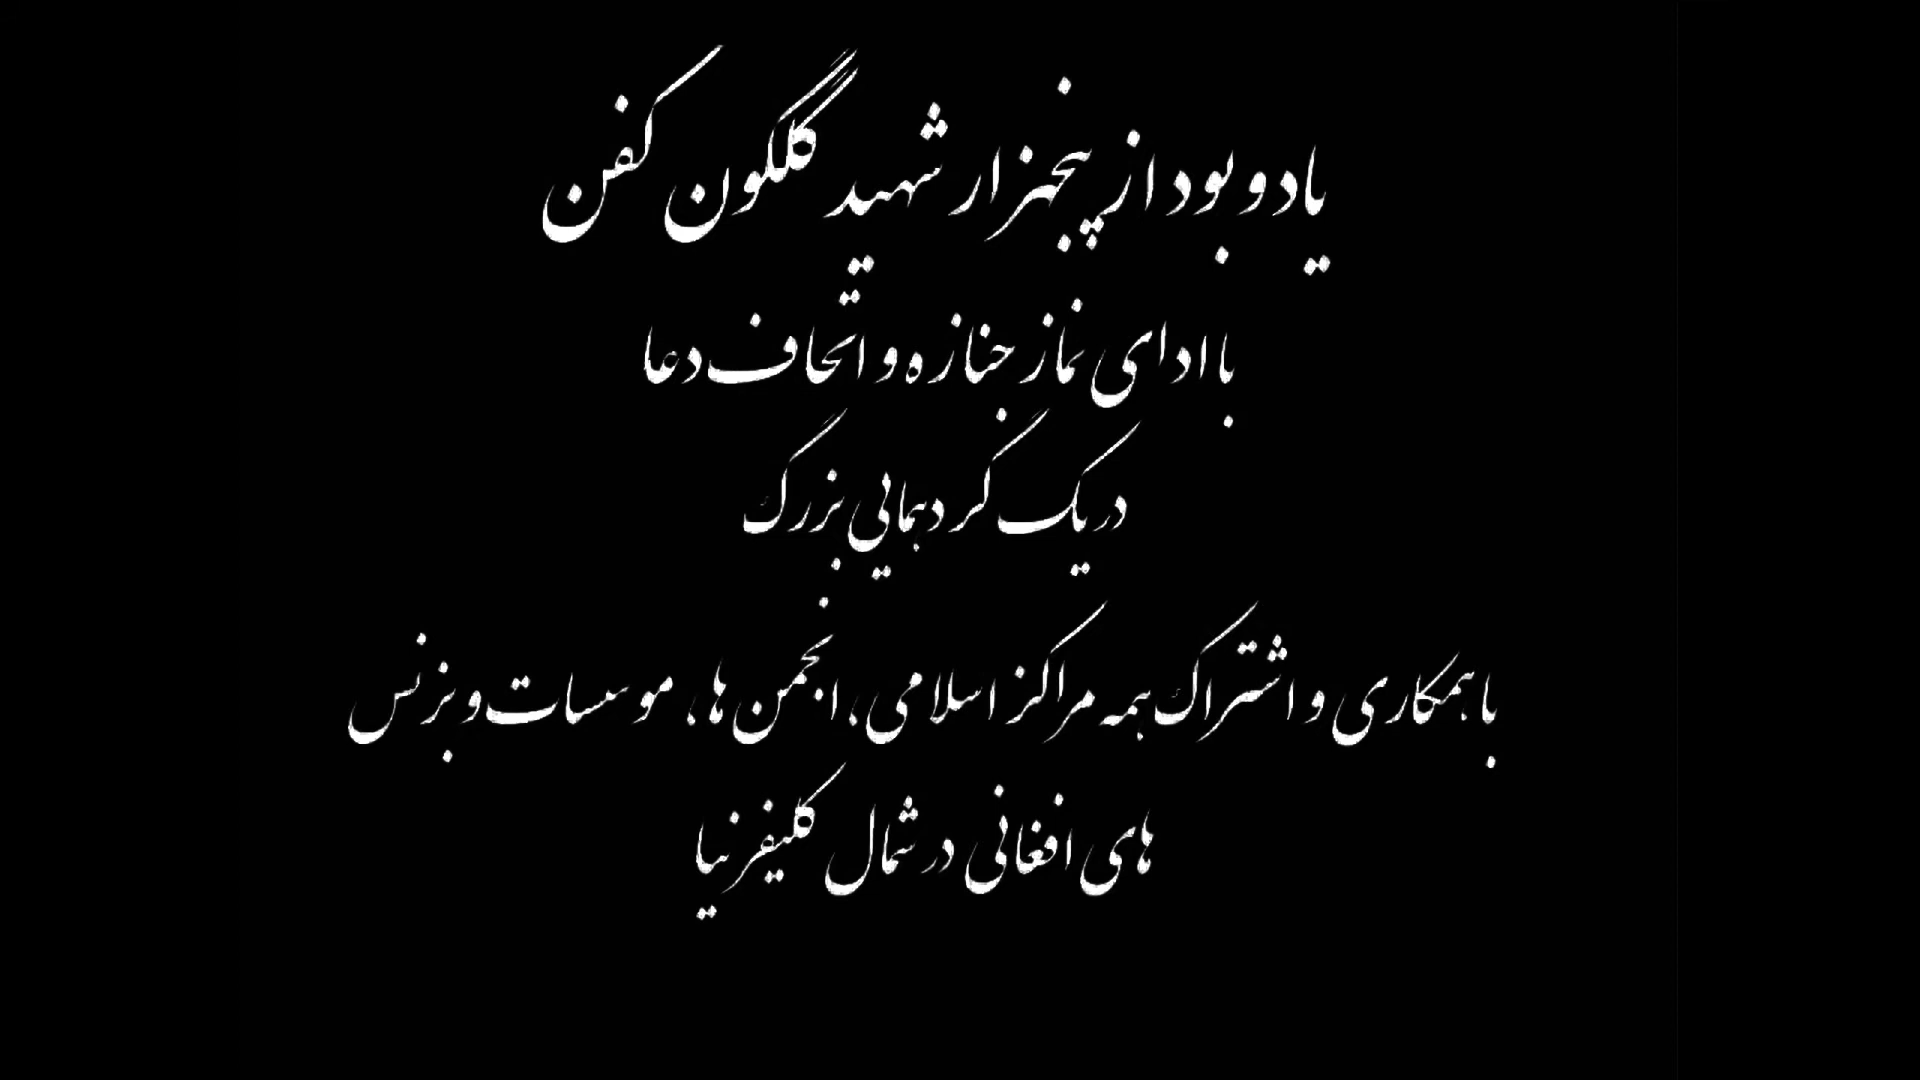 یاد و بود از پنجهزار شهید گلگون کفن
با ادای نماز جنازه و اتحاف دعا
در یک گردهمایی بزرگ
با همکاری و اشتراک همه مراکز اسلامی، انجمن ها، موسسات و بزنس
های افغانی در شمال کلیفرنیا